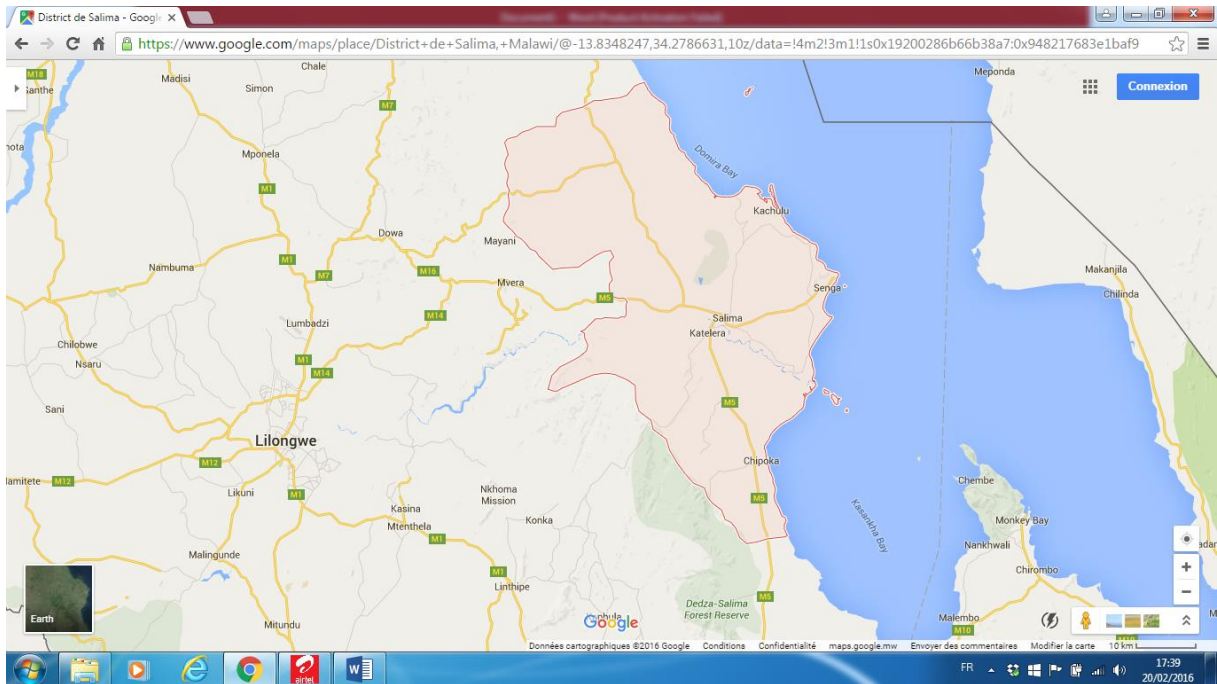 District de Salima - Google
https://www.google.com/maps/place/District+de+Salima,+Malawi/@-13.8348247,34.2786631,10z/data=!4m2!3m1!1s0x19200286b66b38a7:0x948217683e1baf9
Connexion
Chale
Meponda
M18
Madisi
Simon
M7
Mponela
Domira Bay
M1
Kachulu
Dowa
Mayani
M1
M16
Nambuma
M7
Makanjila
Mvera
Senga
Chilinda
M5
M14
Salima
Lumbadzi
Katelera
Chilobwe
M1
Nsaru
M14
Sani
M5
Lilongwe
M12
Chipoka
M12
Likuni
M1
Nkhoma
Mission
M5
Chembe
Kasina
Kasankha Bay
Mtenthela
Konka
Monkey Bay
M1
Nankhwali
Malingunde
M1
Chirombo
Linthipe
M5
Dedza-Salima
Forest Reserve
Earth
Mitundu
Google
Malembo
M10
Données cartographiques ©2016 Google
Conditions
Confidentialité
maps.google.mw
Envoyer des commentaires
Modifier la carte
10 km
airtel
FR
17:39
20/02/2016